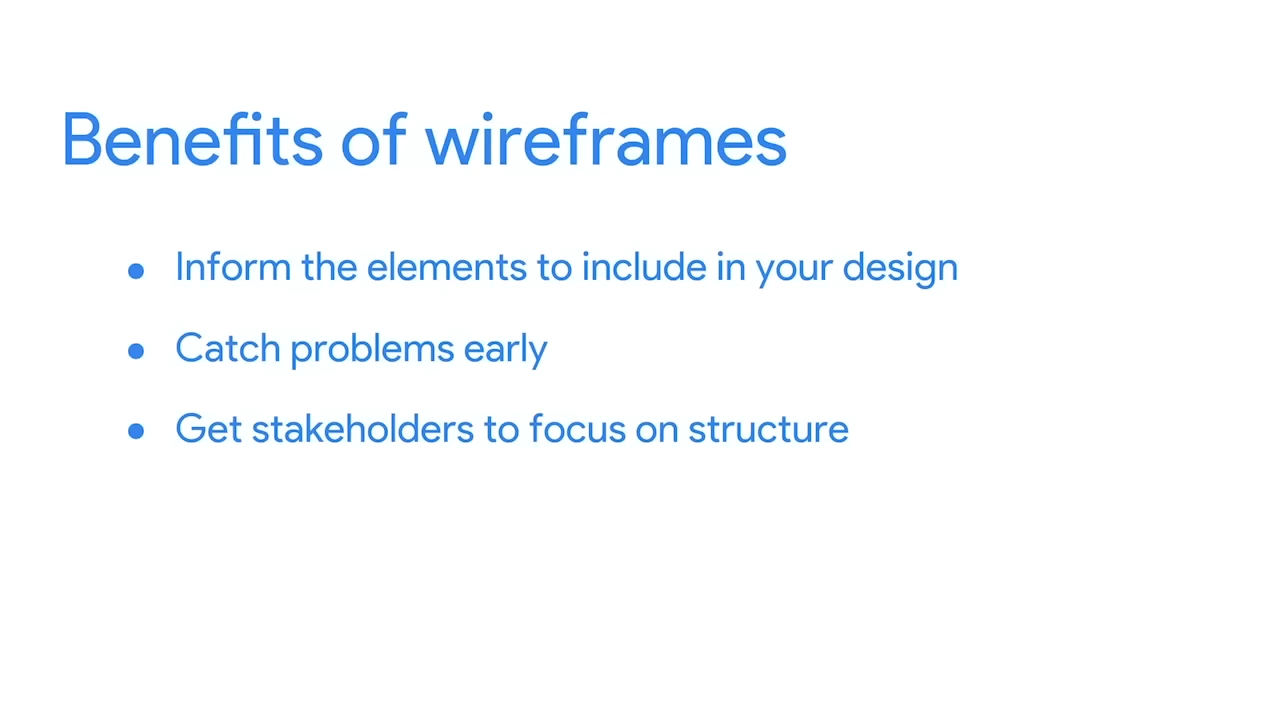 Benefits of wireframes
● Inform the elements to include in your design
● Catch problems early
● Get stakeholders to focus on structure